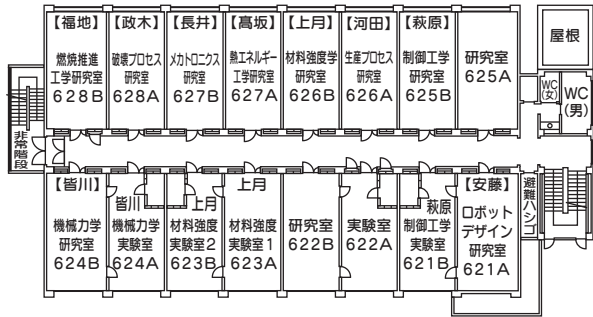 【福地】
燃焼推進
工学研究室
628B
【政木】
破壊プロセス
研究室
628A
【長井】
メカトロニクス
研究室
627B
【髙坂】
熱エネルギー
工学研究室
627A
【上月】
材料強度学
研究室
626B
【河田】
生産プロセス
研究室
626A
【萩原】
制御工学
研究室
625B
研究室
625A
屋根
WC
(女)
WC
(男)
非常階段
【皆川】
機械力学
研究室
624B
皆川
機械力学
実験室
624A
上月
材料強度
実験室2
623B
上月
材料強度
実験室1
623A
研究室
622B
実験室
622A
萩原
制御工学
実験室
621B
【安藤】
ロボット
デザイン
研究室
621A
避難ハシゴ